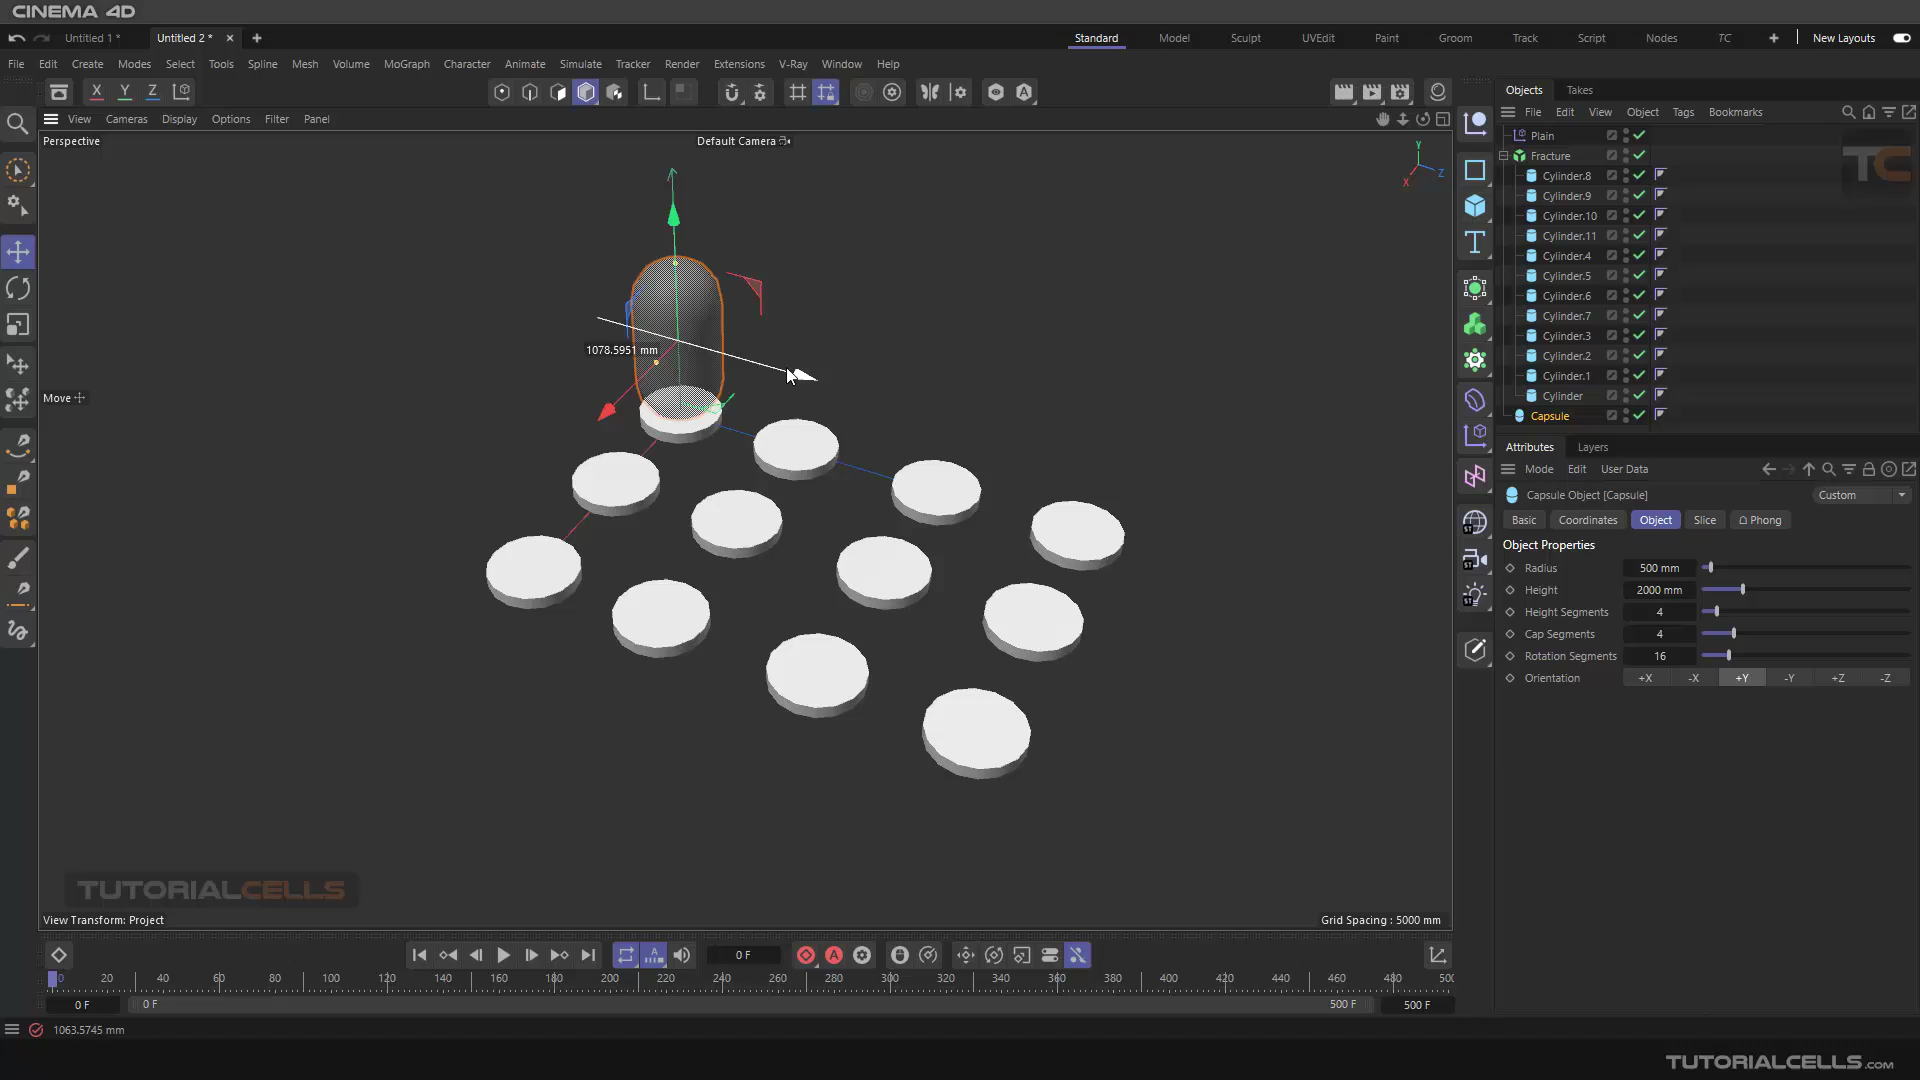 CINEMA 4D
Untitled 1 *
Untitled 2 *
Standard
Model
Sculpt
UVEdit
Paint
Groom
Track
Script
Nodes
TC
New Layouts
File Edit Create Modes Select Tools Spline Mesh Volume MoGraph Character Animate Simulate Tracker Render Extensions V-Ray Window Help
X Y Z
Objects Takes
File Edit View Object Tags Bookmarks
View Cameras Display Options Filter Panel
Perspective
Default Camera
Y
Z
X
1078.5951 mm
Move
Plain
Fracture
Cylinder.8
Cylinder.9
Cylinder.10
Cylinder.11
Cylinder.4
Cylinder.5
Cylinder.6
Cylinder.7
Cylinder.3
Cylinder.2
Cylinder.1
Cylinder
Capsule
TC
Attributes Layers
Mode Edit User Data
Capsule Object [Capsule]
Custom
Basic Coordinates Object Slice Phong
Object Properties
Radius 500 mm
Height 2000 mm
Height Segments 4
Cap Segments 4
Rotation Segments 16
Orientation +X -X +Y -Y +Z -Z
TUTORIALCELLS
View Transform: Project
Grid Spacing : 5000 mm
0 F
0 20 40 60 80 100 120 140 160 180 200 220 240 260 280 300 320 340 360 380 400 420 440 460 480 500
0 F 0 F 500 F 500 F
1063.5745 mm
TUTORIALCELLS.com